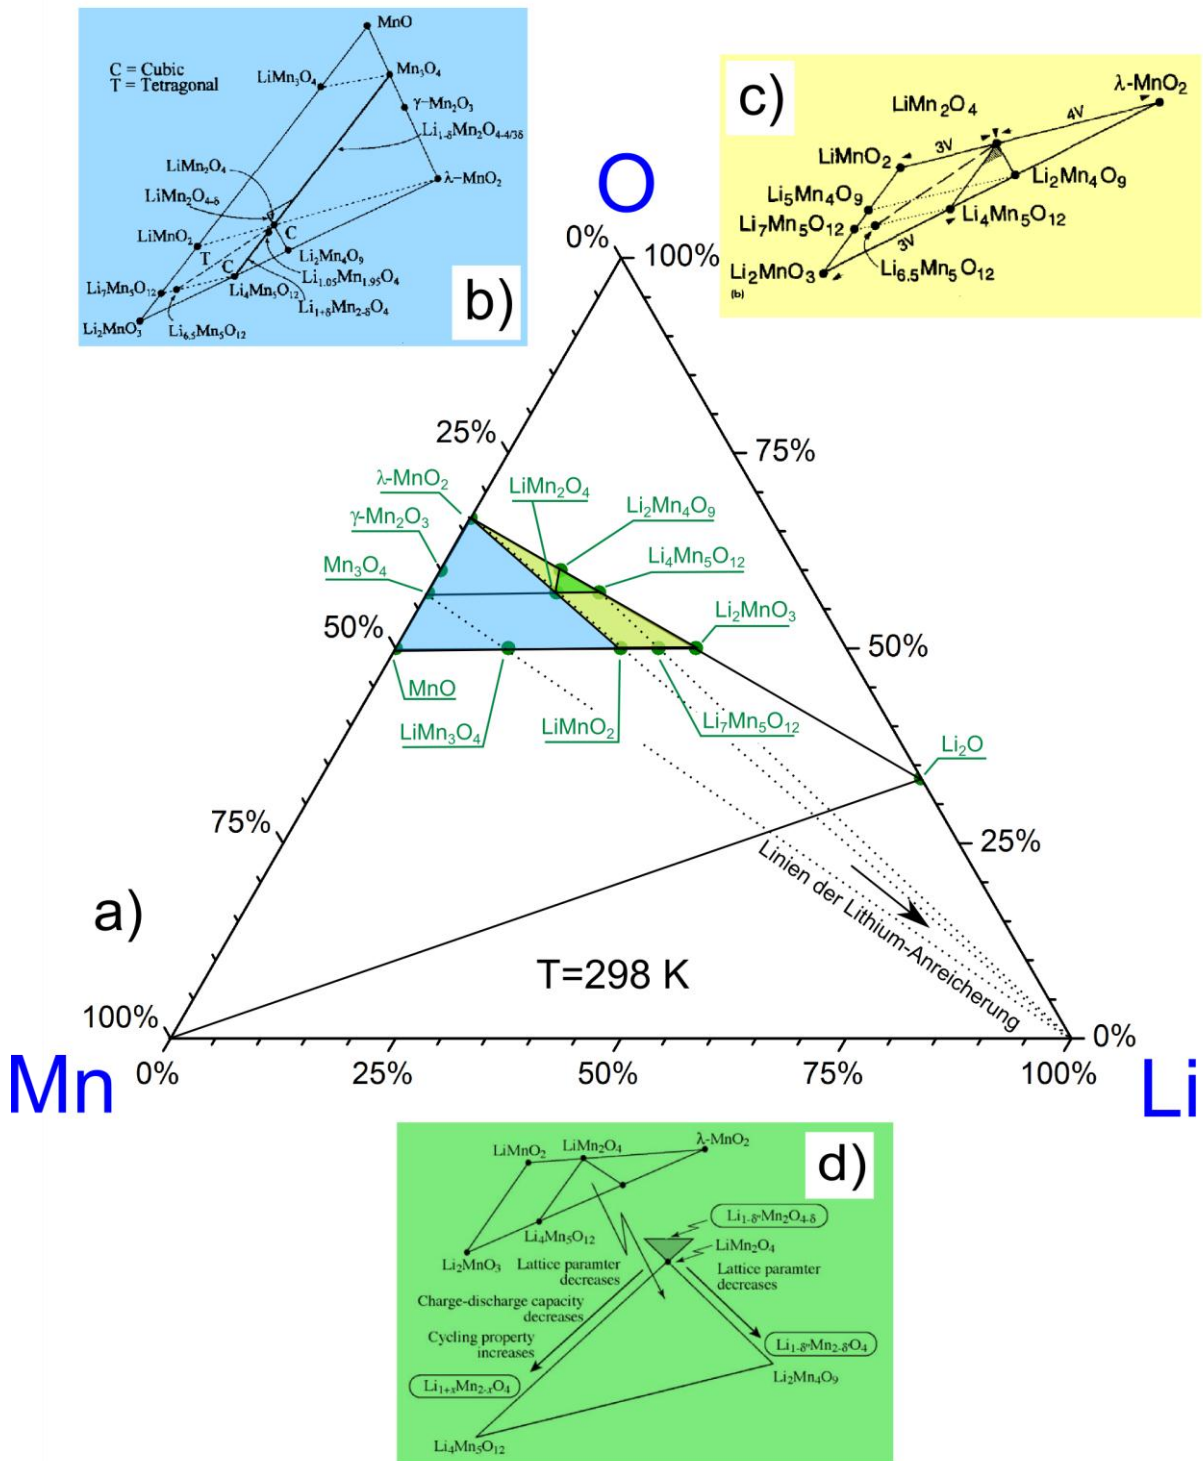 b)
MnO
C = Cubic
T = Tetragonal
LiMn₃O₄
Mn₃O₄
γ-Mn₂O₃
Li₁₋δMn₂O₄₋₄/₃δ
LiMn₂O₄
λ-MnO₂
LiMn₂O₄₋δ
LiMnO₂
C
T
Li₂Mn₄O₉
C
Li₁.₀₅Mn₁.₉₅O₄
Li₇Mn₅O₁₂
Li₄Mn₅O₁₂
Li₁₊δMn₂₋δO₄
Li₂MnO₃
Li₆.₅Mn₅O₁₂
c)
λ-MnO₂
LiMn₂O₄
4V
3V
LiMnO₂
Li₂Mn₄O₉
Li₅Mn₄O₉
Li₇Mn₅O₁₂
Li₄Mn₅O₁₂
3V
Li₂MnO₃
Li₆.₅Mn₅O₁₂
(b)
O
0%
100%
25%
75%
λ-MnO₂
LiMn₂O₄
γ-Mn₂O₃
Li₂Mn₄O₉
Mn₃O₄
Li₄Mn₅O₁₂
Li₂MnO₃
50%
50%
MnO
LiMn₃O₄
LiMnO₂
Li₇Mn₅O₁₂
Li₂O
75%
25%
a)
Linien der Lithium-Anreicherung
T=298 K
100%
0%
Mn
0%
25%
50%
75%
100%
Li
d)
LiMnO₂
LiMn₂O₄
λ-MnO₂
Li₁₋δ·Mn₂O₄₋δ
Li₄Mn₅O₁₂
LiMn₂O₄
Li₂MnO₃
Lattice paramter
decreases
Lattice paramter
decreases
Charge-discharge capacity
decreases
Cycling property
increases
Li₁₋δ·Mn₂₋δO₄
Li₁₊ₓMn₂₋ₓO₄
Li₂Mn₄O₉
Li₄Mn₅O₁₂